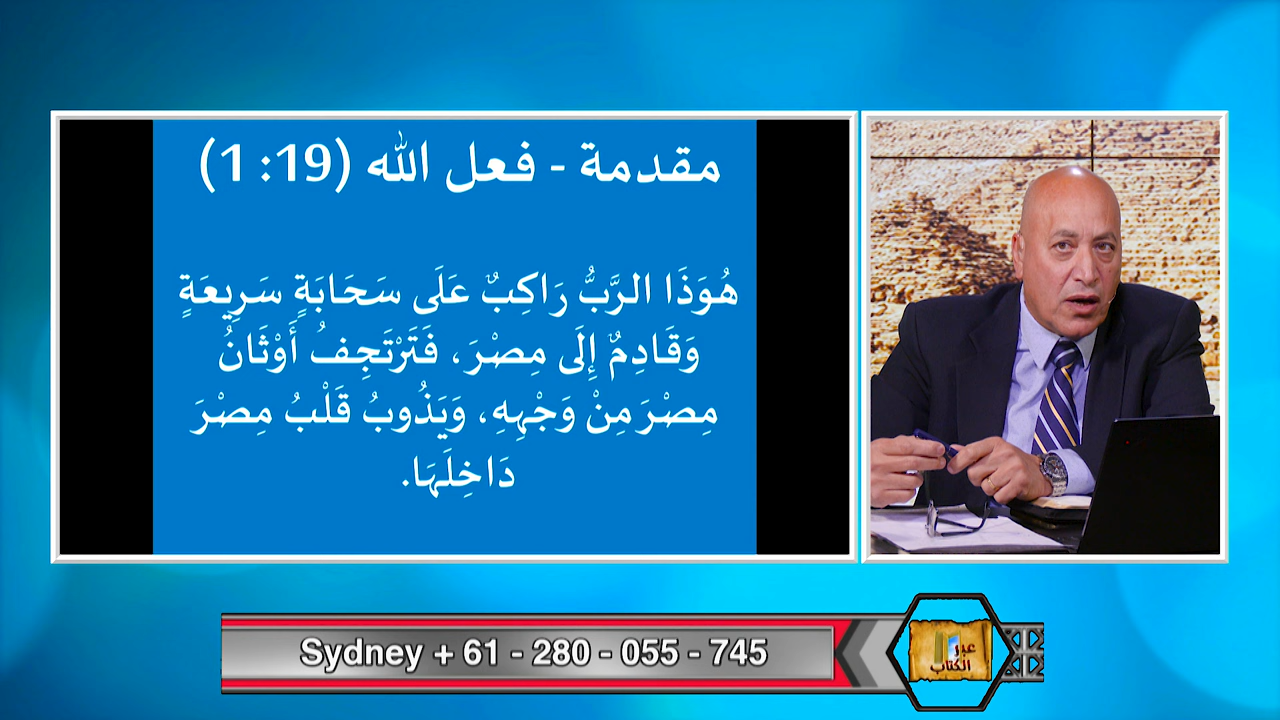 مقدمة - فعل الله (19: 1)
هُوَذَا الرَّبُّ رَاكِبٌ عَلَى سَحَابَةٍ سَرِيعَةٍ
وَقَادِمٌ إِلَى مِصْرَ، فَتَرْتَجِفُ أَوْثَانُ
مِصْرَ مِنْ وَجْهِهِ، وَيَذُوبُ قَلْبُ مِصْرَ
دَاخِلَهَا.
Sydney + 61 - 280 - 055 - 745
عبر
الكتاب